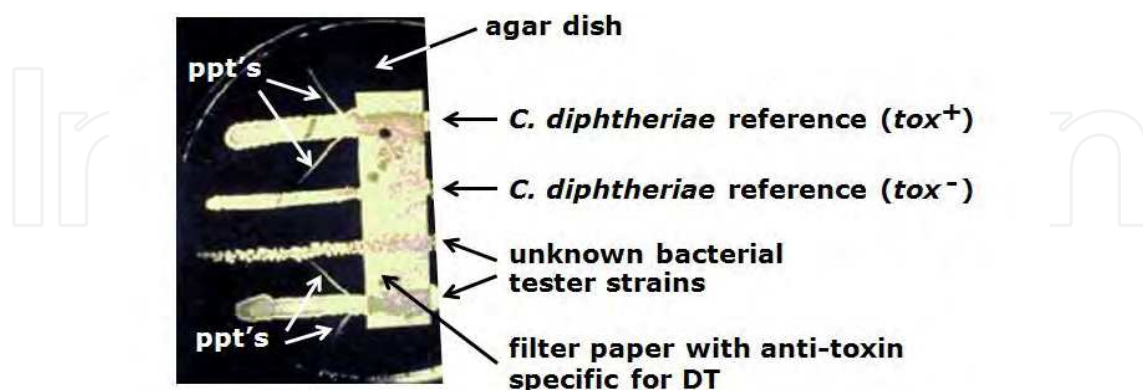 agar dish
ppt's
C. diphtheriae reference (tox+)
C. diphtheriae reference (tox-)
unknown bacterial
tester strains
ppt's
filter paper with anti-toxin
specific for DT